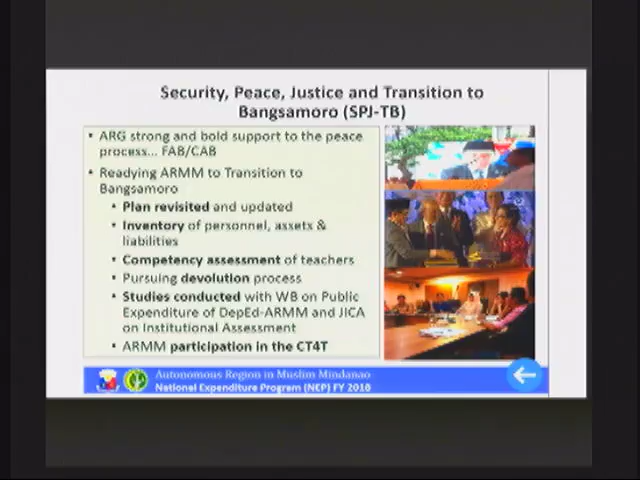 Security, Peace, Justice and Transition to
Bangsamoro (SPJ-TB)
• ARG strong and bold support to the peace
process... FAB/CAB
• Readying ARMM to Transition to
Bangsamoro
• Plan revisited and updated
• Inventory of personnel, assets &
liabilities
• Competency assessment of teachers
• Pursuing devolution process
• Studies conducted with WB on Public
Expenditure of DepEd-ARMM and JICA
on Institutional Assessment
• ARMM participation in the CT4T
Autonomous Region in Muslim Mindanao
National Expenditure Program (NEP) FY 2018